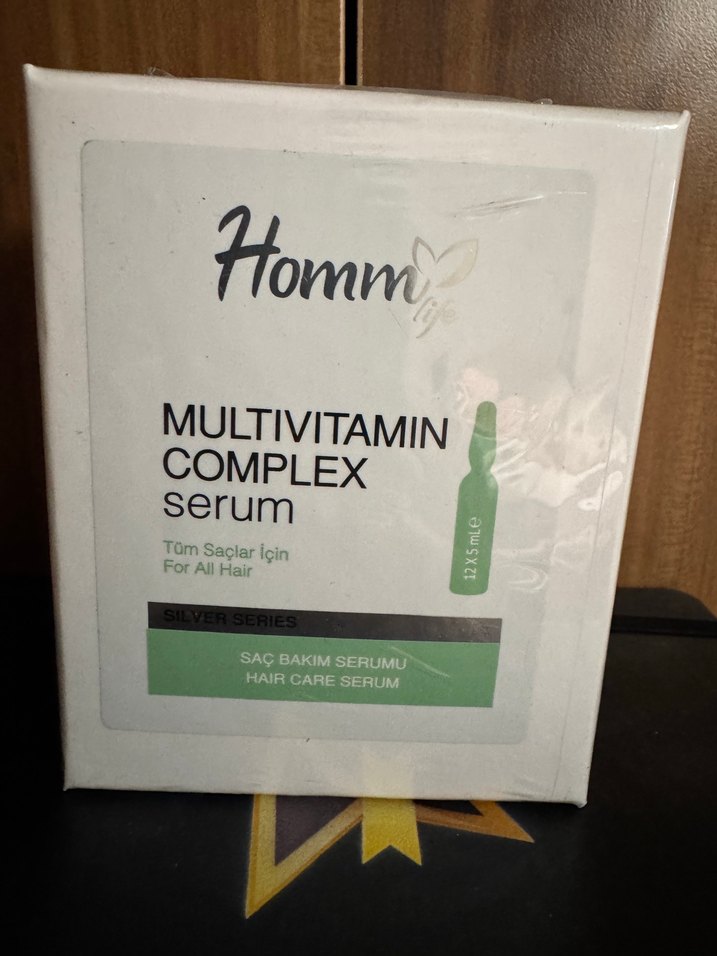 Homm
life
MULTIVITAMIN
COMPLEX
serum
Tüm Saçlar İçin
For All Hair
12 X 5 mL ℮
SILVER SERIES
SAÇ BAKIM SERUMU
HAIR CARE SERUM